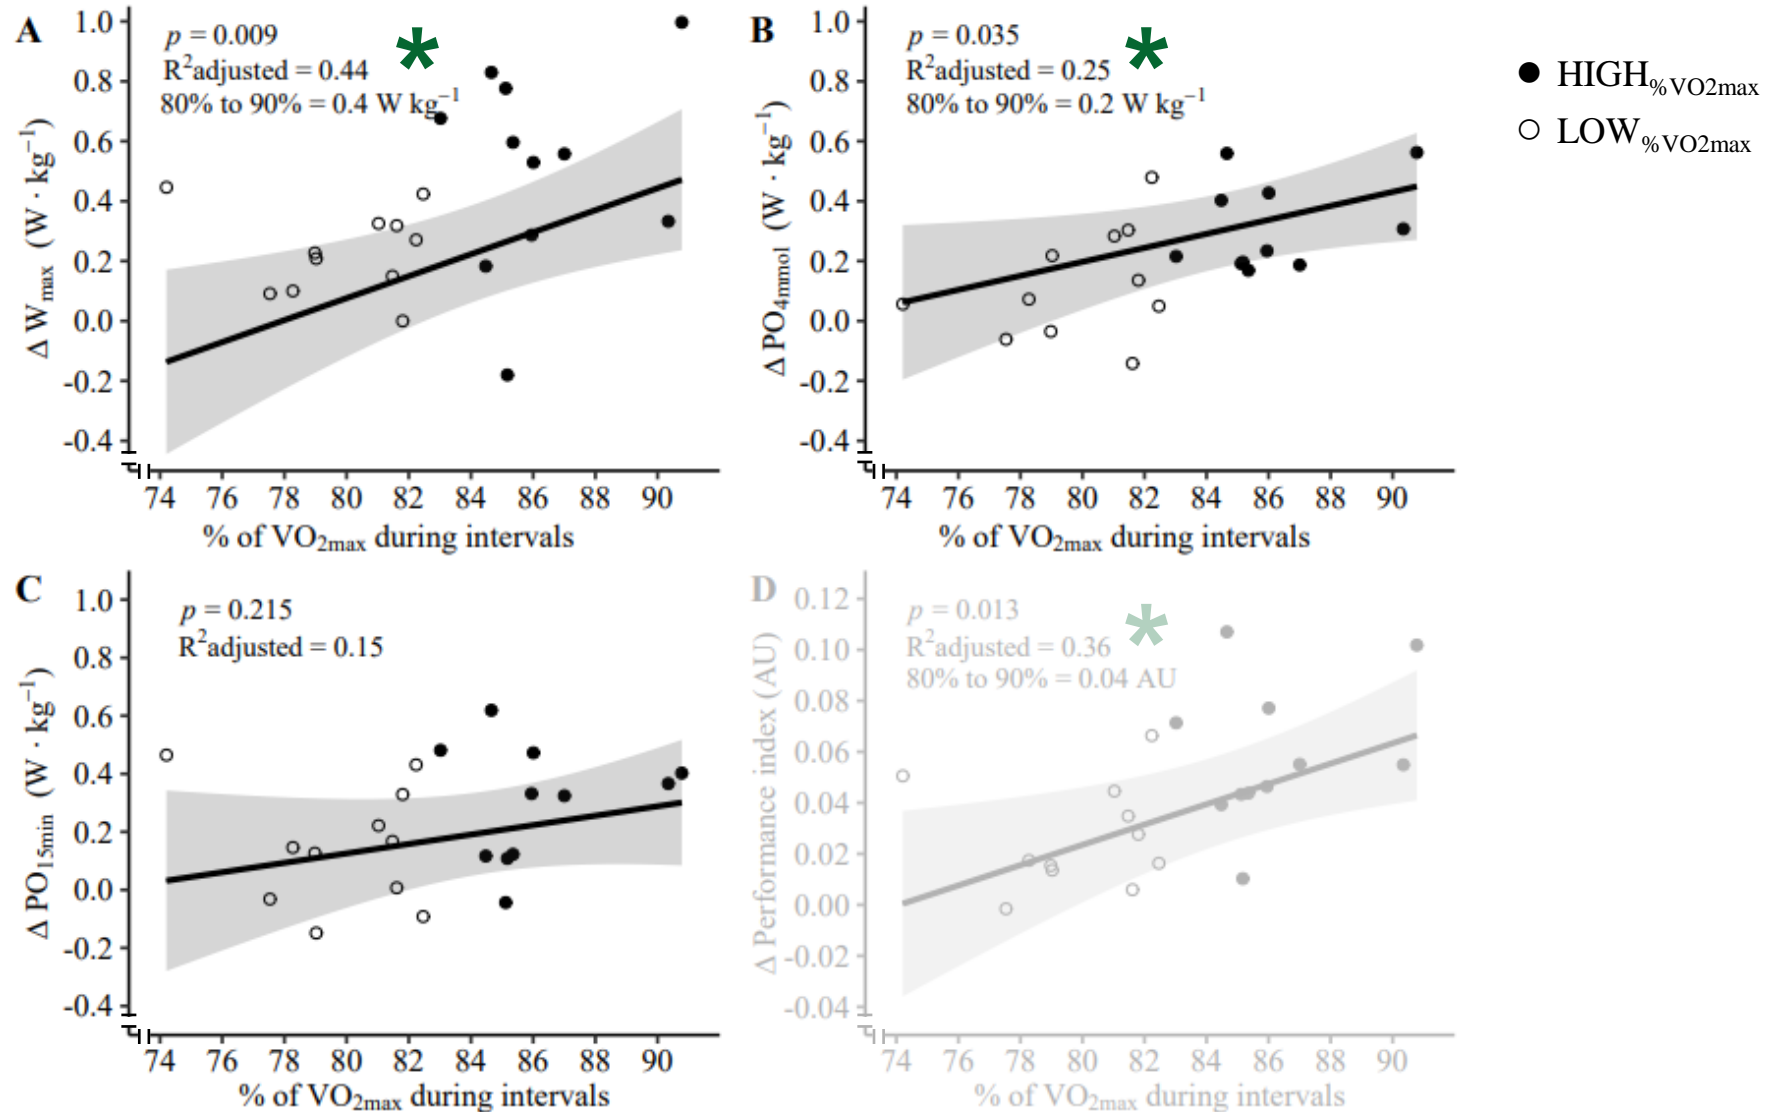 A
p = 0.009
R²adjusted = 0.44
80% to 90% = 0.4 W kg⁻¹
*
Δ Wmax (W · kg⁻¹)
1.0
0.8
0.6
0.4
0.2
0.0
-0.2
-0.4
74 76 78 80 82 84 86 88 90
% of VO2max during intervals
B
p = 0.035
R²adjusted = 0.25
80% to 90% = 0.2 W kg⁻¹
*
Δ PO4mmol (W · kg⁻¹)
1.0
0.8
0.6
0.4
0.2
0.0
-0.2
-0.4
74 76 78 80 82 84 86 88 90
% of VO2max during intervals
HIGH%VO2max
LOW%VO2max
C
p = 0.215
R²adjusted = 0.15
Δ PO15min (W · kg⁻¹)
1.0
0.8
0.6
0.4
0.2
0.0
-0.2
-0.4
74 76 78 80 82 84 86 88 90
% of VO2max during intervals
D
p = 0.013
R²adjusted = 0.36
80% to 90% = 0.04 AU
*
Δ Performance index (AU)
0.12
0.10
0.08
0.06
0.04
0.02
0.00
-0.02
-0.04
74 76 78 80 82 84 86 88 90
% of VO2max during intervals